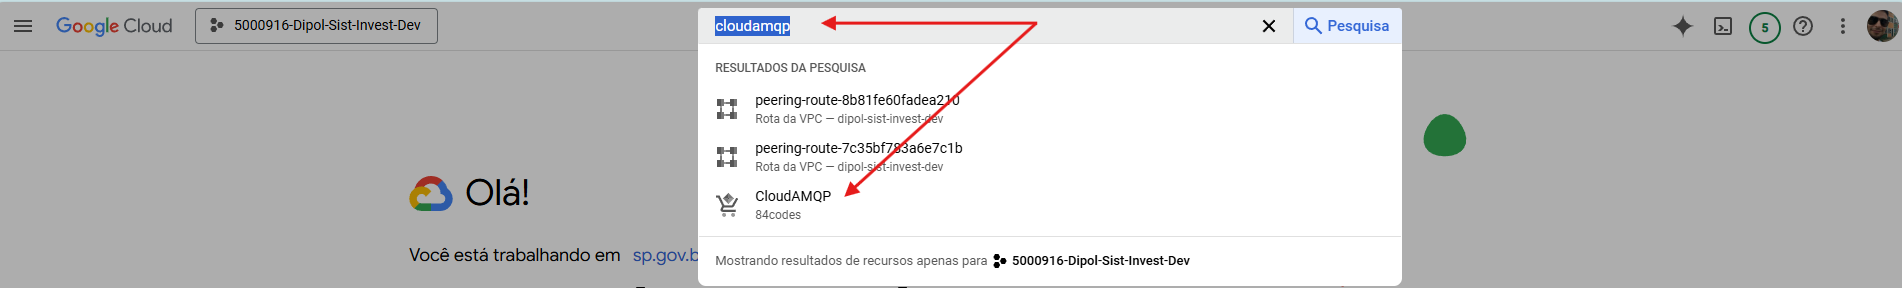 Google Cloud
5000916-Dipol-Sist-Invest-Dev
cloudamqp
Pesquisa
5
RESULTADOS DA PESQUISA
peering-route-8b81fe60fadea210
Rota da VPC — dipol-sist-invest-dev
peering-route-7c35bf783a6e7c1b
Rota da VPC — dipol-sist-invest-dev
CloudAMQP
84codes
Olá!
Você está trabalhando em sp.gov.b
Mostrando resultados de recursos apenas para 5000916-Dipol-Sist-Invest-Dev